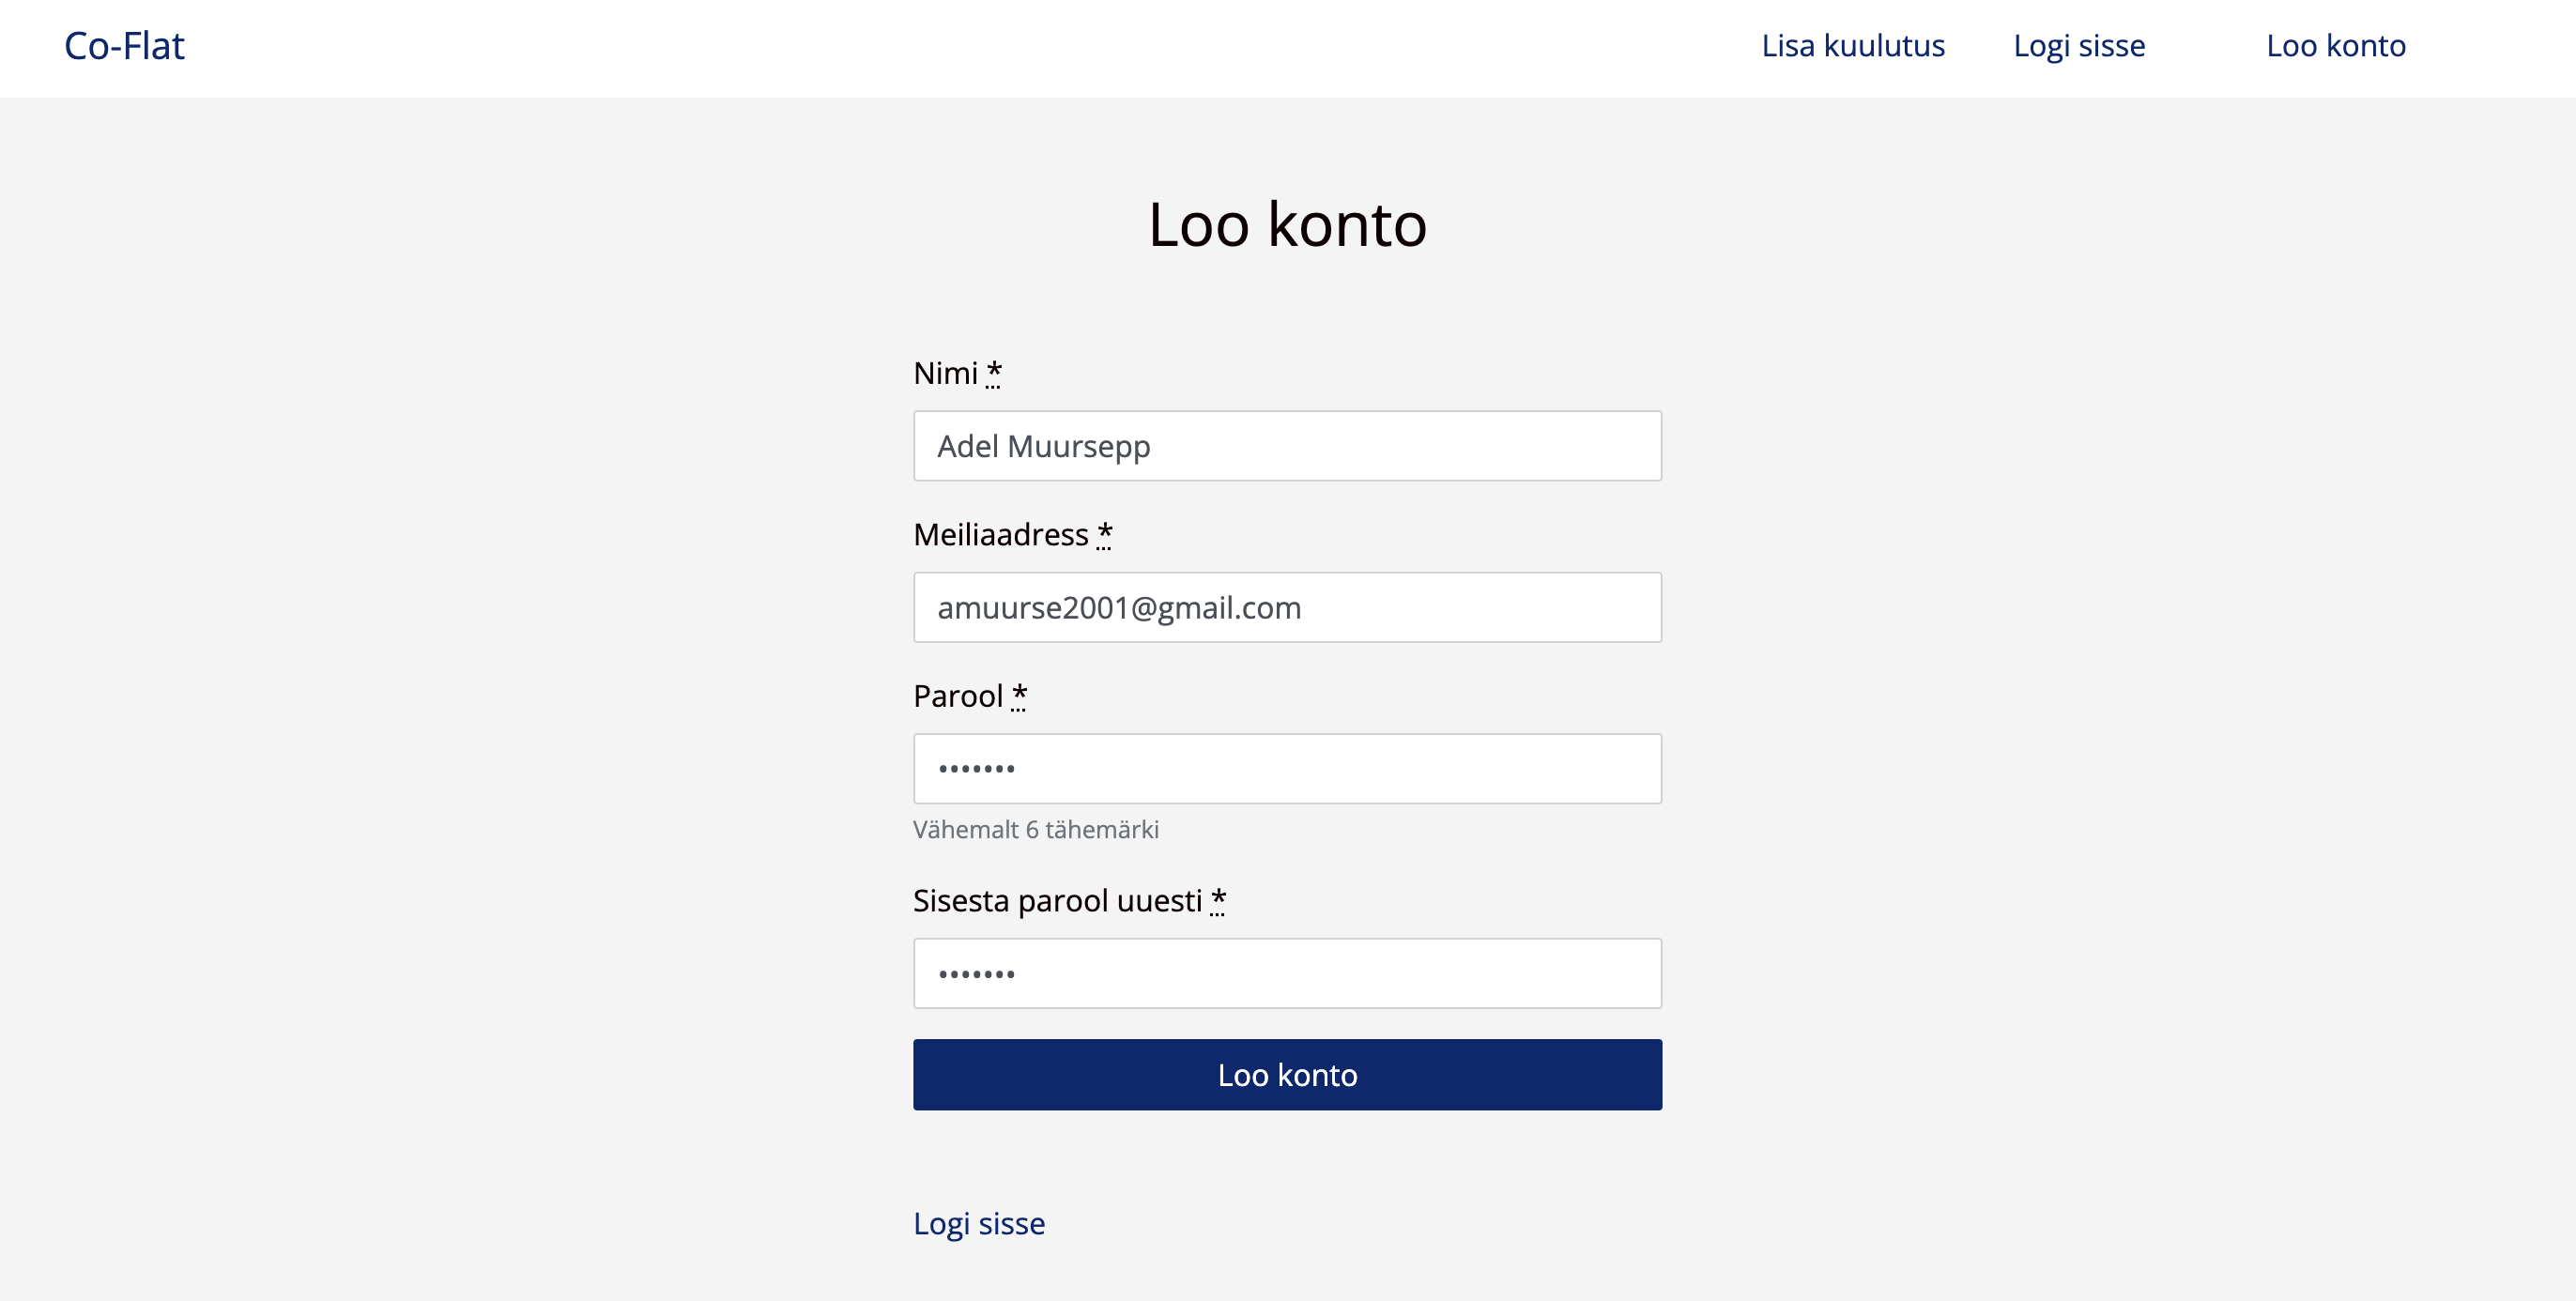 Co-Flat
Lisa kuulutus
Logi sisse
Loo konto
Loo konto
Nimi *
Adel Muursepp
Meiliaadress *
amuurse2001@gmail.com
Parool *
•••••••
Vähemalt 6 tähemärki
Sisesta parool uuesti *
•••••••
Loo konto
Logi sisse